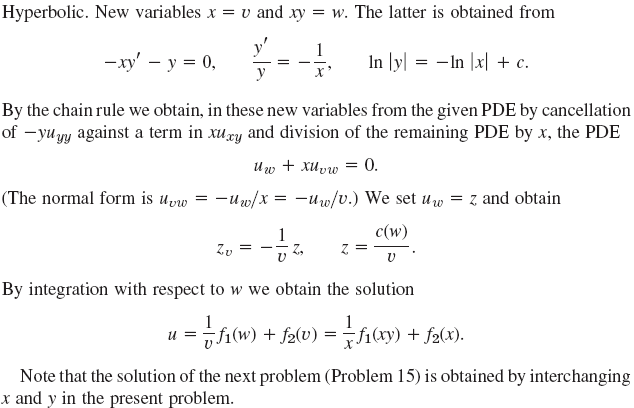 Hyperbolic. New variables x = v and xy = w. The latter is obtained from
−xy′ − y = 0, y′/y = −1/x, ln |y| = −ln |x| + c.
By the chain rule we obtain, in these new variables from the given PDE by cancellation
of −yu_yy against a term in xu_xy and division of the remaining PDE by x, the PDE
u_w + xu_vw = 0.
(The normal form is u_vw = −u_w/x = −u_w/v.) We set u_w = z and obtain
z_v = −1/v z, z = c(w)/v.
By integration with respect to w we obtain the solution
u = 1/v f_1(w) + f_2(v) = 1/x f_1(xy) + f_2(x).
Note that the solution of the next problem (Problem 15) is obtained by interchanging
x and y in the present problem.